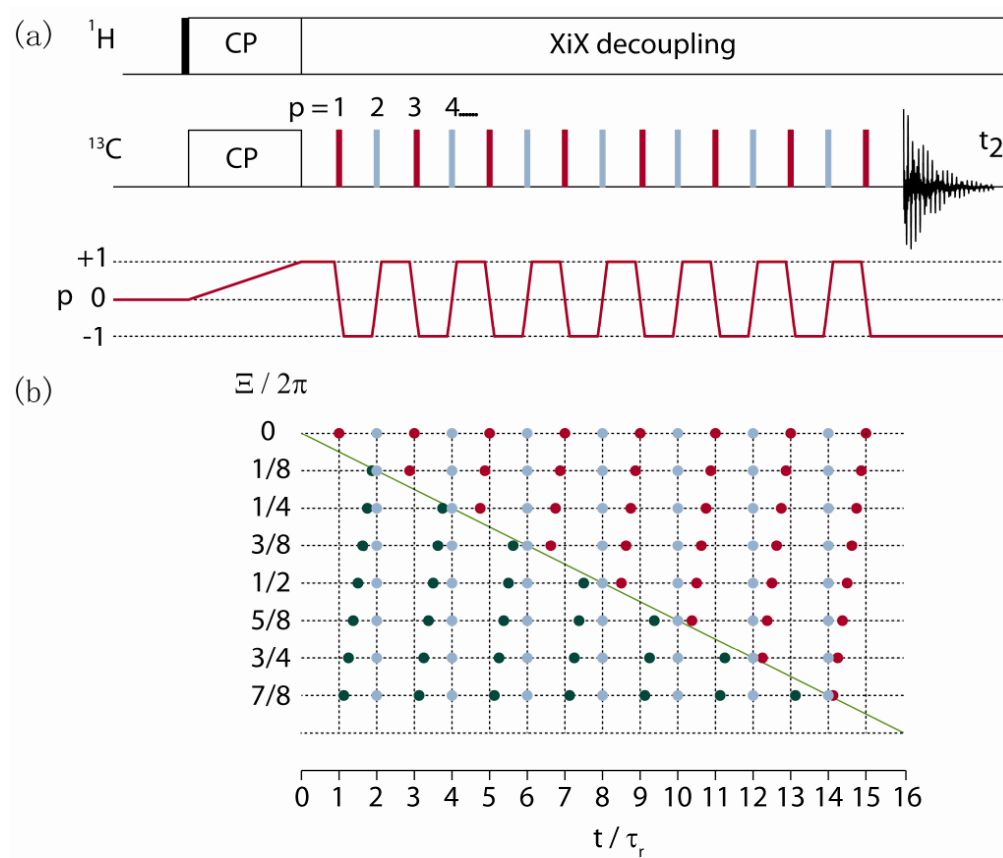 (a)
¹H
CP
XiX decoupling
p = 1 2 3 4......
¹³C
CP
t₂
+1
p 0
-1
(b)
Ξ / 2π
0
1/8
1/4
3/8
1/2
5/8
3/4
7/8
0 1 2 3 4 5 6 7 8 9 10 11 12 13 14 15 16
t / τᵣ